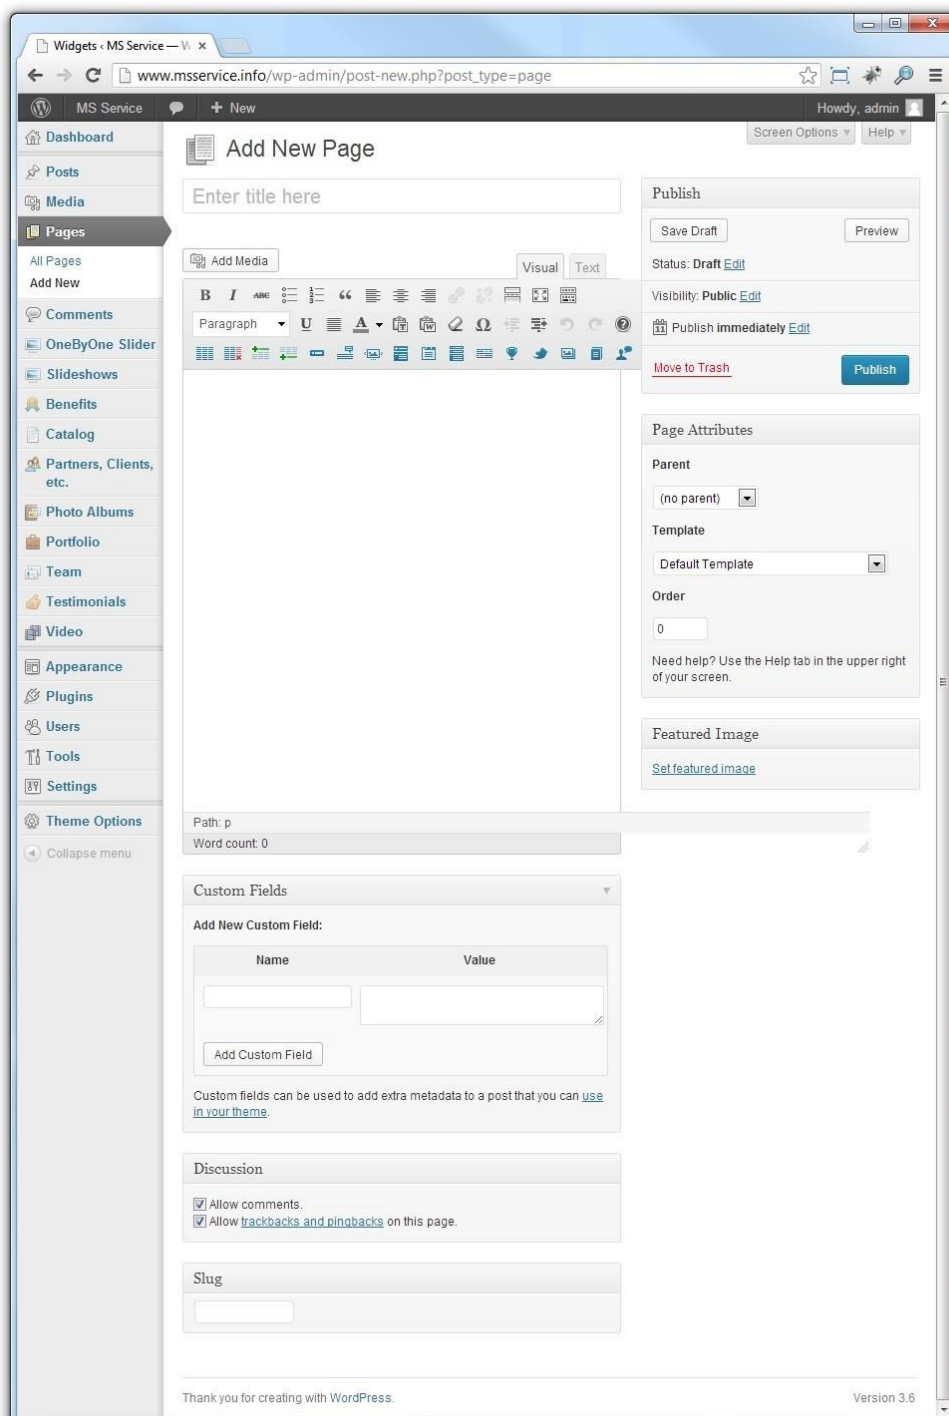 Widgets ‹ MS Service —
www.msservice.info/wp-admin/post-new.php?post_type=page
MS Service
+ New
Howdy, admin
Dashboard
Posts
Media
Pages
All Pages
Add New
Comments
OneByOne Slider
Slideshows
Benefits
Catalog
Partners, Clients,
etc.
Photo Albums
Portfolio
Team
Testimonials
Video
Appearance
Plugins
Users
Tools
Settings
Theme Options
Collapse menu
Screen Options
Help
Add New Page
Enter title here
Add Media
Visual
Text
B I ABC
Paragraph
U A Ω
Path: p
Word count: 0
Custom Fields
Add New Custom Field:
Name
Value
Add Custom Field
Custom fields can be used to add extra metadata to a post that you can use
in your theme.
Discussion
Allow comments.
Allow trackbacks and pingbacks on this page.
Slug
Publish
Save Draft
Preview
Status: Draft Edit
Visibility: Public Edit
Publish immediately Edit
Move to Trash
Publish
Page Attributes
Parent
(no parent)
Template
Default Template
Order
0
Need help? Use the Help tab in the upper right
of your screen.
Featured Image
Set featured image
Thank you for creating with WordPress.
Version 3.6